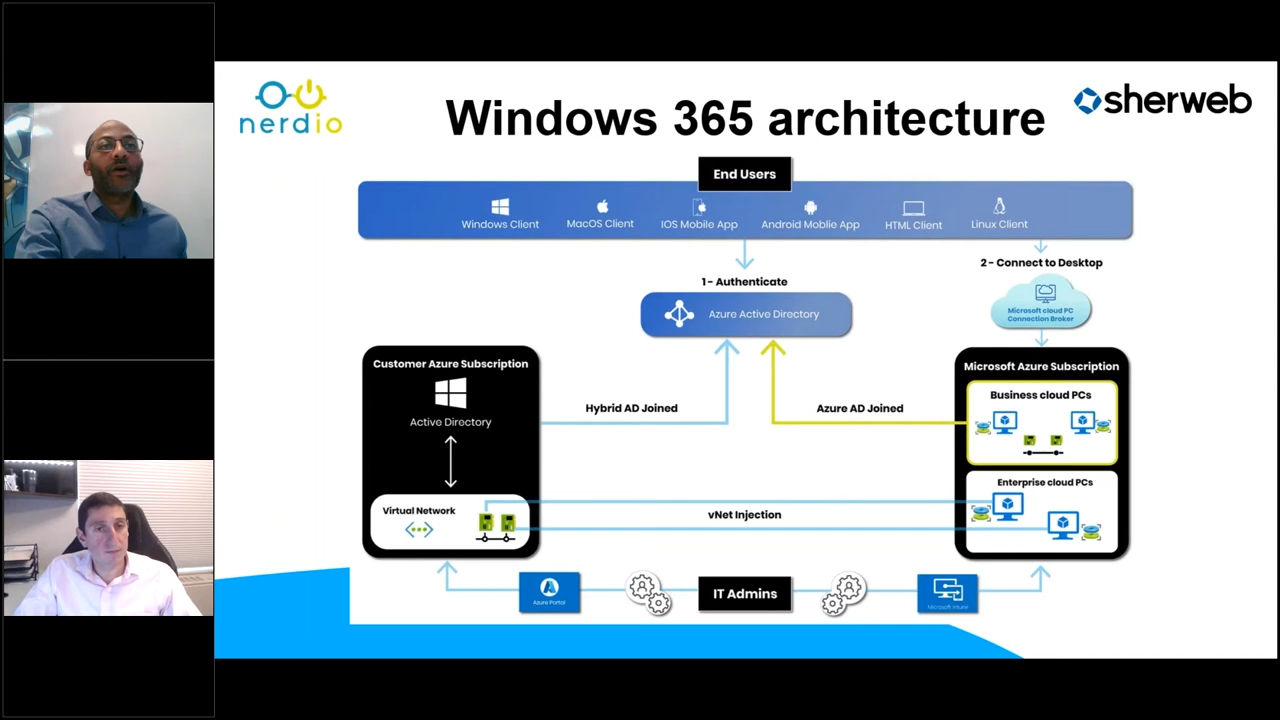 nerdio
Windows 365 architecture
sherweb
End Users
Windows Client
MacOS Client
IOS Mobile App
Android Moblie App
HTML Client
Linux Client
1 - Authenticate
2 - Connect to Desktop
Azure Active Directory
Microsoft cloud PC
Connection Broker
Customer Azure Subscription
Active Directory
Hybrid AD Joined
Azure AD Joined
Microsoft Azure Subscription
Business cloud PCs
Enterprise cloud PCs
Virtual Network
vNet Injection
Azure Portal
IT Admins
Microsoft Intune